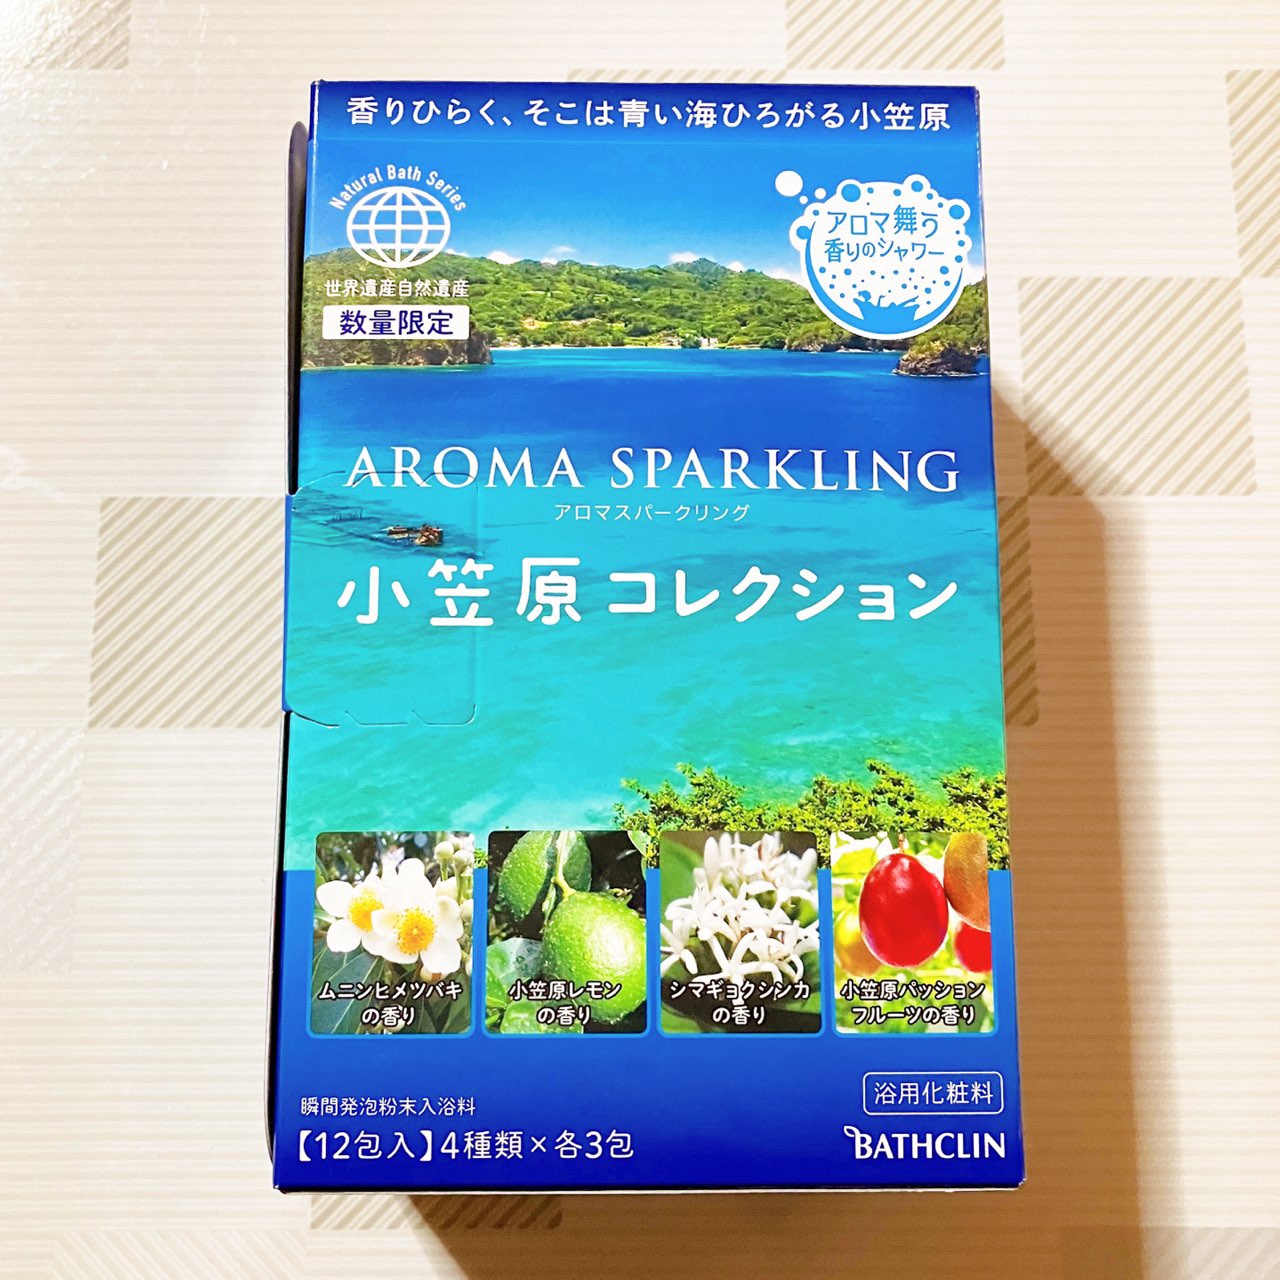 香りひらく、そこは青い海ひろがる小笠原
Natural Bath Series
世界遺産自然遺産
数量限定
アロマ舞う
香りのシャワー
AROMA SPARKLING
アロマスパークリング
小笠原コレクション
ムニンヒメツバキ
の香り
小笠原レモン
の香り
シマギョクシンカ
の香り
小笠原パッション
フルーツの香り
瞬間発泡粉末入浴料
【12包入】4種類×各3包
浴用化粧料
BATHCLIN